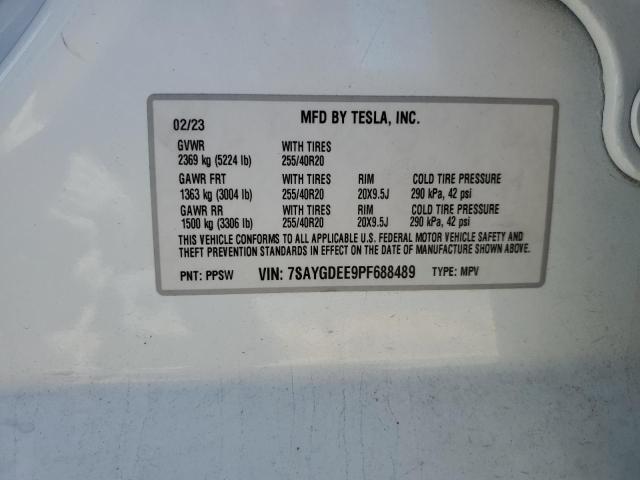 02/23 MFD BY TESLA, INC.
GVWR WITH TIRES
2369 kg (5224 lb) 255/40R20
GAWR FRT WITH TIRES RIM COLD TIRE PRESSURE
1363 kg (3004 lb) 255/40R20 20X9.5J 290 kPa, 42 psi
GAWR RR WITH TIRES RIM COLD TIRE PRESSURE
1500 kg (3306 lb) 255/40R20 20X9.5J 290 kPa, 42 psi
THIS VEHICLE CONFORMS TO ALL APPLICABLE U.S. FEDERAL MOTOR VEHICLE SAFETY AND
THEFT PREVENTION STANDARDS IN EFFECT ON THE DATE OF MANUFACTURE SHOWN ABOVE.
PNT: PPSW VIN: 7SAYGDEE9PF688489 TYPE: MPV